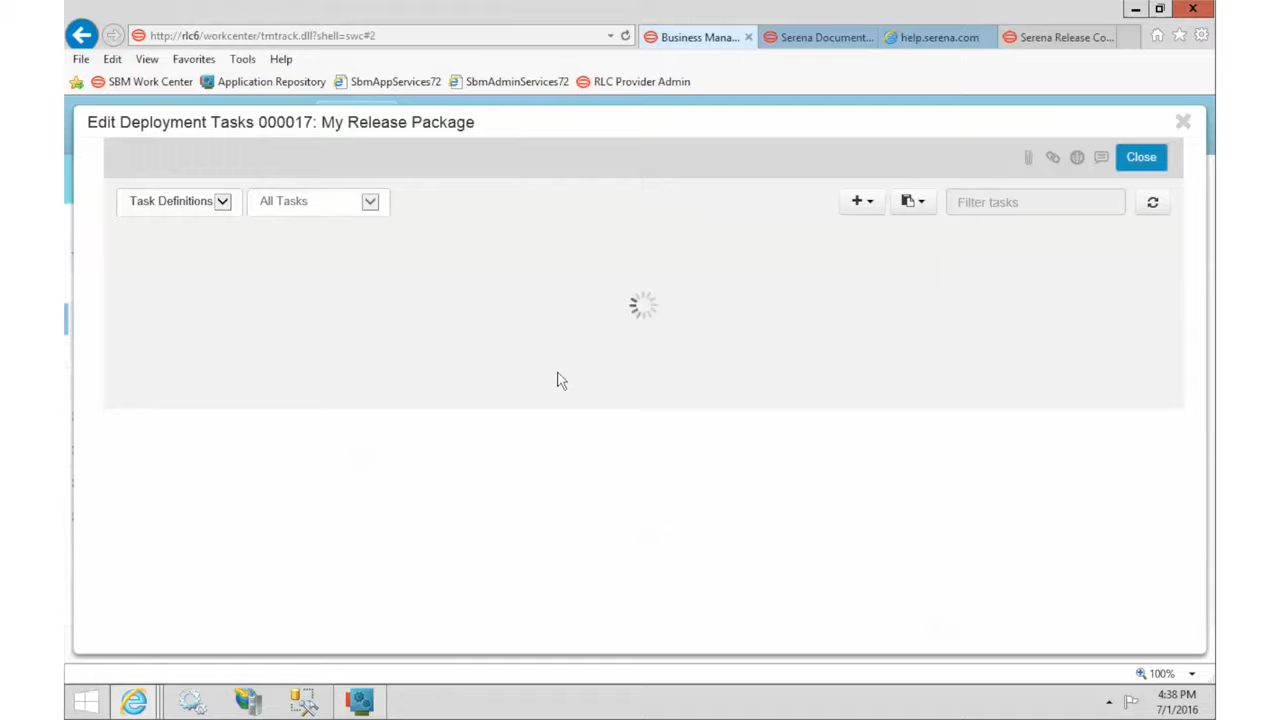 http://rlc6/workcenter/tmtrack.dll?shell=swc#2
Business Mana...
Serena Document...
help.serena.com
Serena Release Co...
File Edit View Favorites Tools Help
SBM Work Center Application Repository SbmAppServices72 SbmAdminServices72 RLC Provider Admin
Edit Deployment Tasks 000017: My Release Package
Close
Task Definitions All Tasks Filter tasks
100%
4:38 PM
7/1/2016